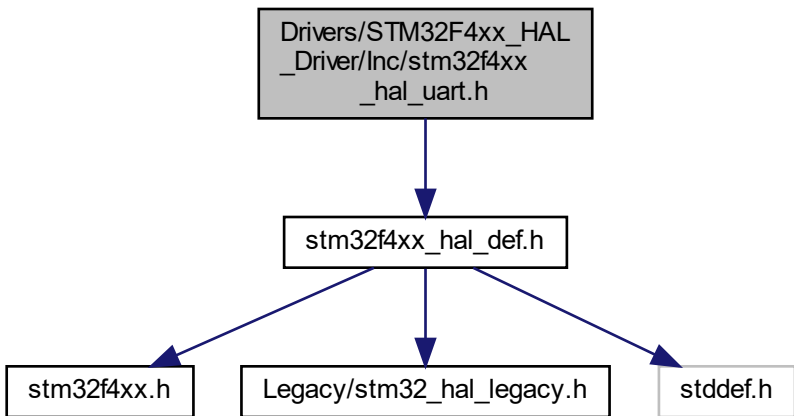 Drivers/STM32F4xx_HAL
_Driver/Inc/stm32f4xx
_hal_uart.h
stm32f4xx_hal_def.h
stm32f4xx.h
Legacy/stm32_hal_legacy.h
stddef.h